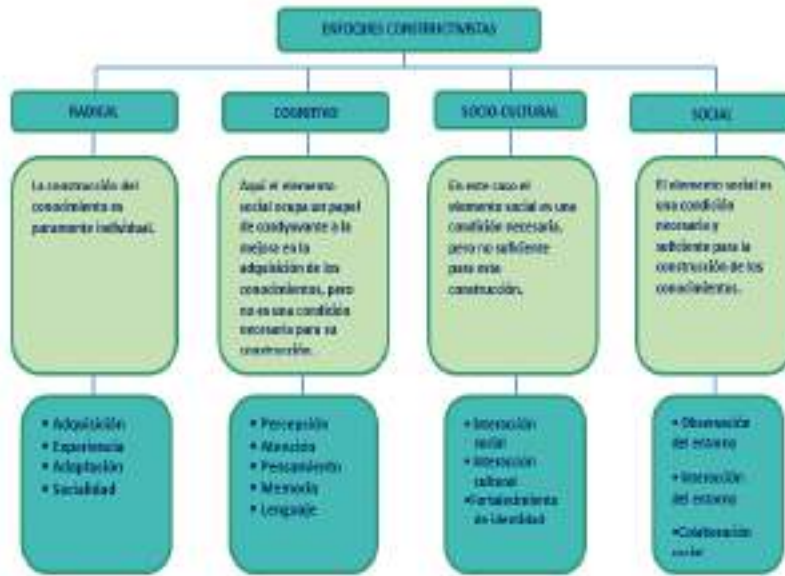 ENFOQUES CONSTRUCTIVISTAS
RADICAL
La construcción del
conocimiento es
puramente individual.
• Adquisición
• Experiencia
• Adaptación
• Socialidad
COGNITIVO
Aquí el elemento
social ocupa un papel
de coadyuvante a la
mejora en la
adquisición de los
conocimientos, pero
no es una condición
necesaria para su
construcción.
• Percepción
• Atención
• Pensamiento
• Memoria
• Lenguaje
SOCIO-CULTURAL
En este caso el
elemento social es una
condición necesaria,
pero no suficiente
para esta
construcción.
• Interacción
social
• Interacción
cultural
• Fortalecimiento
de identidad
SOCIAL
El elemento social es
una condición
necesaria y
suficiente para la
construcción de los
conocimientos.
• Observación
del entorno
• Interacción
del entorno
• Colaboración
social